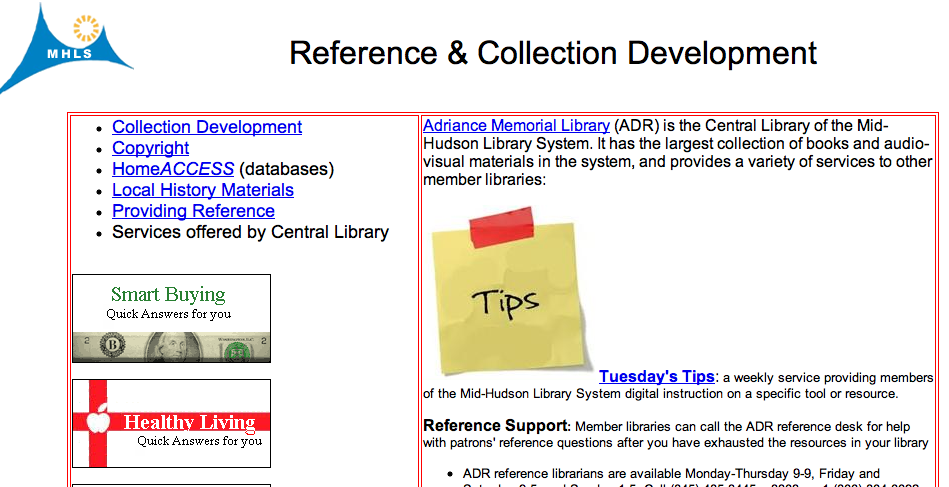 MHLS
Reference & Collection Development
Collection Development
Copyright
HomeACCESS (databases)
Local History Materials
Providing Reference
Services offered by Central Library
Smart Buying
Quick Answers for you
2 B WASHINGTON, D.C. 2
Healthy Living
Quick Answers for you
Adriance Memorial Library (ADR) is the Central Library of the Mid-
Hudson Library System. It has the largest collection of books and audio-
visual materials in the system, and provides a variety of services to other
member libraries:
Tips
Tuesday's Tips: a weekly service providing members
of the Mid-Hudson Library System digital instruction on a specific tool or resource.
Reference Support: Member libraries can call the ADR reference desk for help
with patrons' reference questions after you have exhausted the resources in your library
ADR reference librarians are available Monday-Thursday 9-9, Friday and